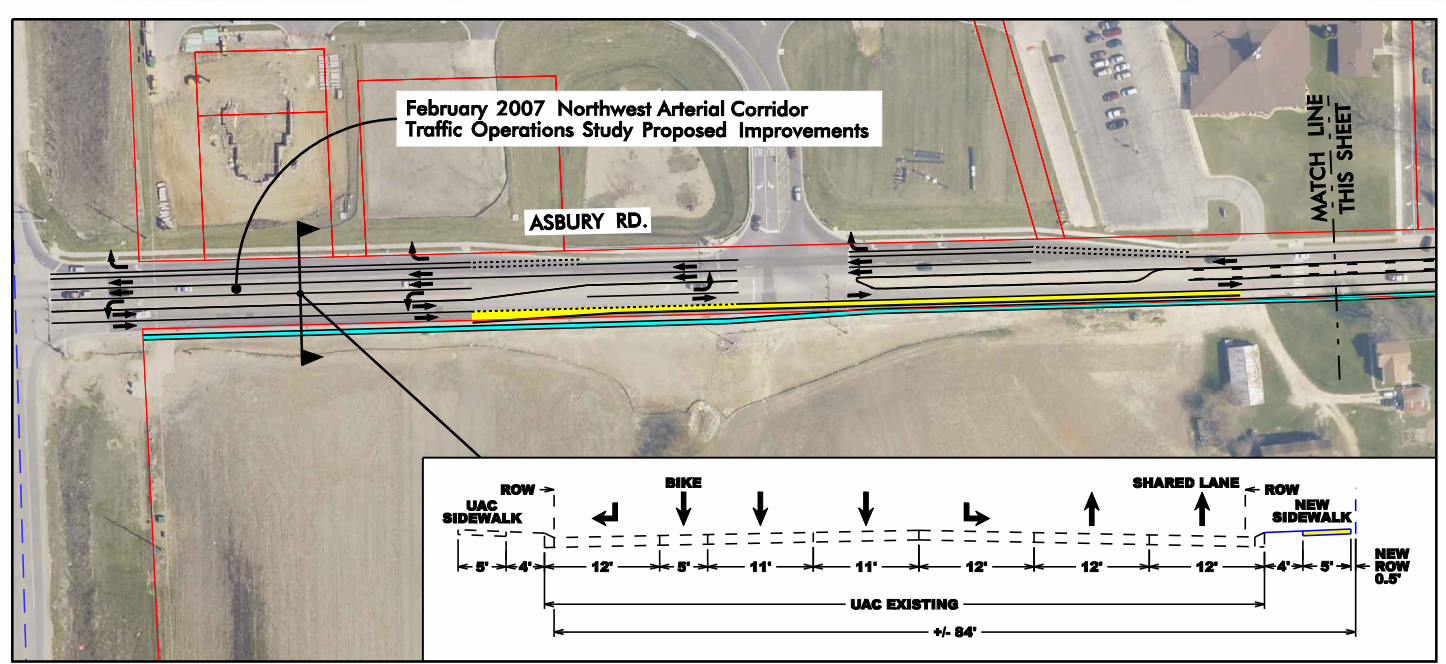 February 2007 Northwest Arterial Corridor
Traffic Operations Study Proposed Improvements
ASBURY RD.
MATCH LINE
THIS SHEET
ROW
BIKE
SHARED LANE
ROW
UAC
SIDEWALK
NEW
SIDEWALK
5' 4' 12' 5' 11' 11' 12' 12' 12' 4' 5'
NEW
ROW
0.5'
UAC EXISTING
+/- 84'